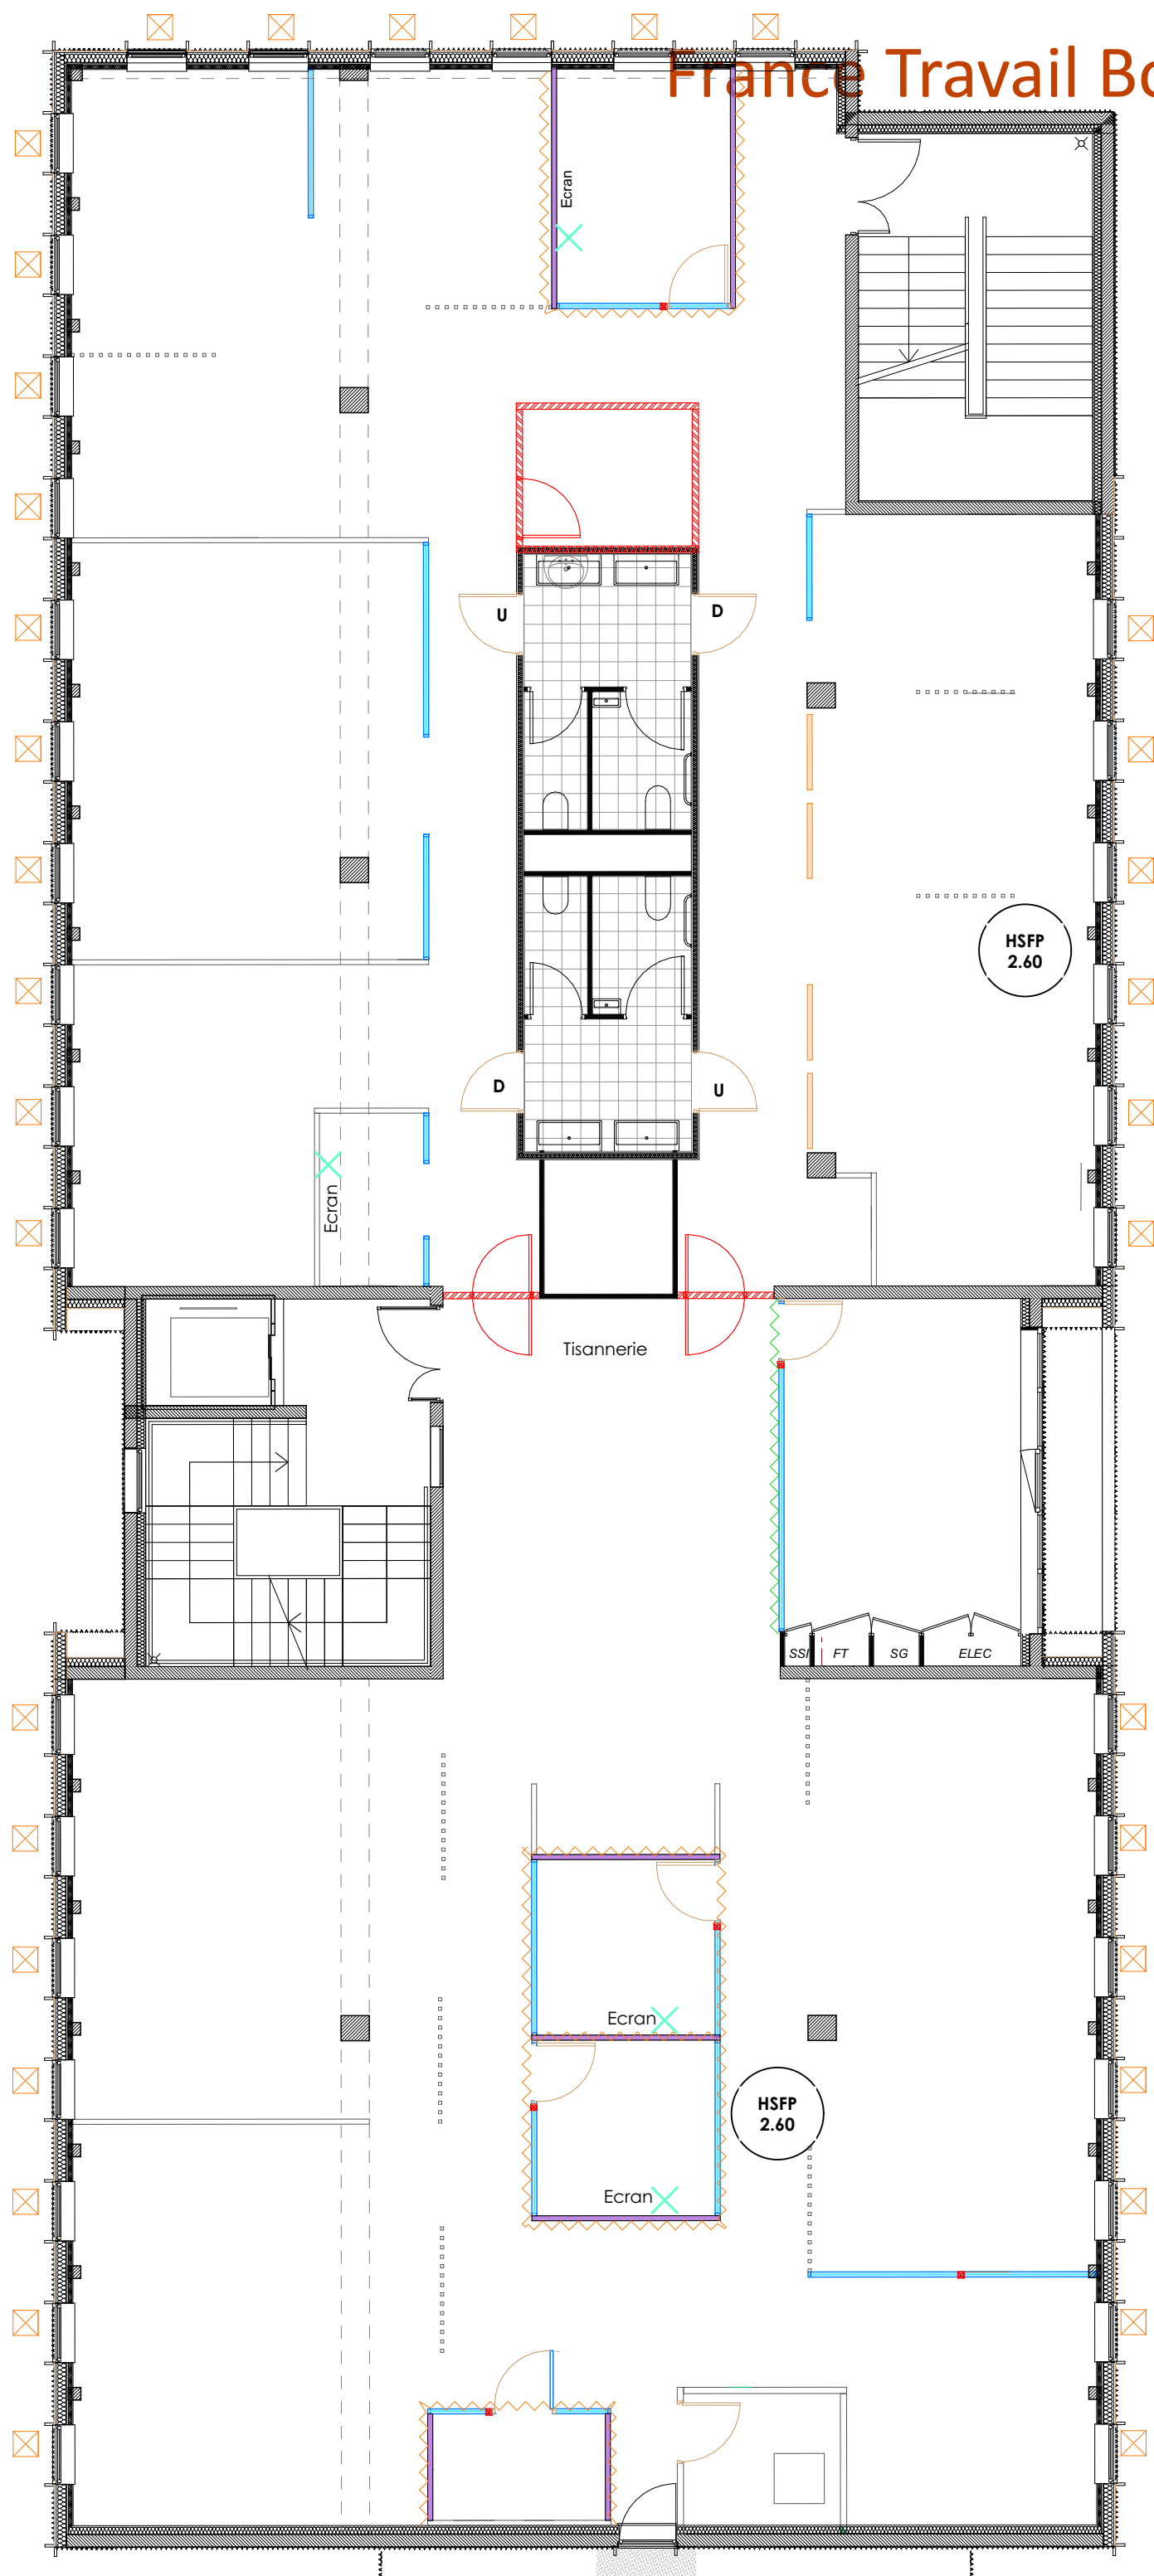 France Travail Bo
Ecran
U
D
HSFP
2.60
D
U
Ecran
Tisannerie
SSI
FT
SG
ELEC
Ecran
HSFP
2.60
Ecran